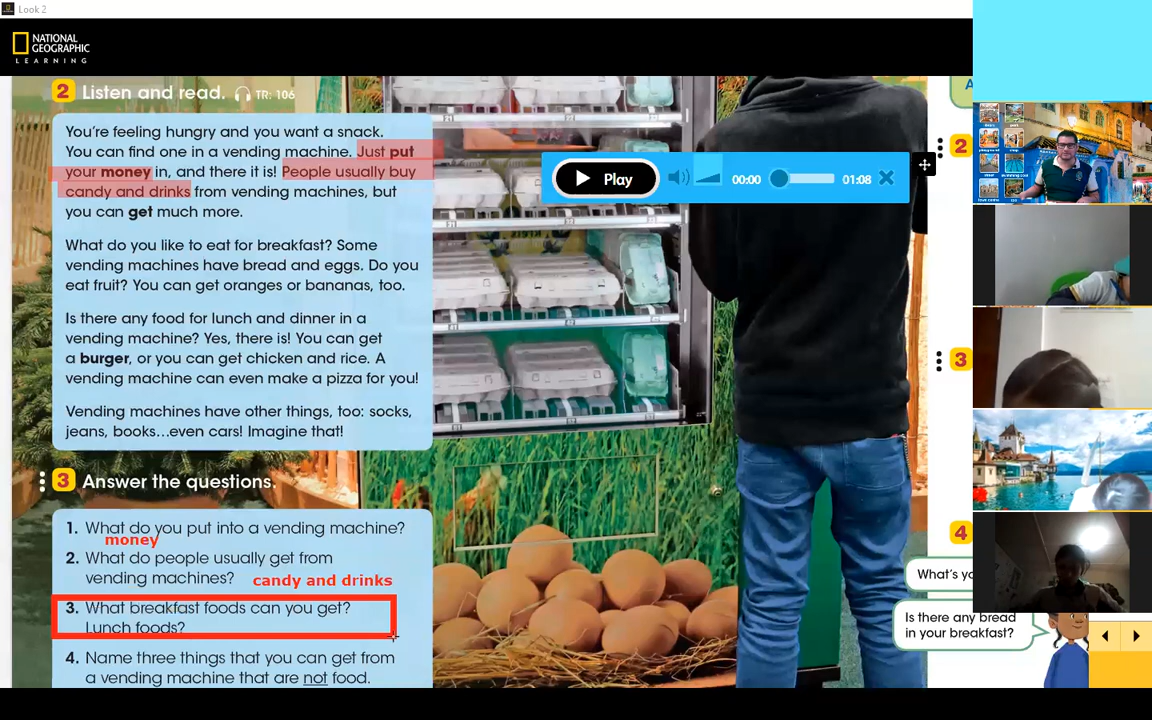 Look 2
NATIONAL
GEOGRAPHIC
LEARNING
2 Listen and read. TR: 106
You're feeling hungry and you want a snack.
You can find one in a vending machine. Just put
your money in, and there it is! People usually buy
candy and drinks from vending machines, but
you can get much more.
What do you like to eat for breakfast? Some
vending machines have bread and eggs. Do you
eat fruit? You can get oranges or bananas, too.
Is there any food for lunch and dinner in a
vending machine? Yes, there is! You can get
a burger, or you can get chicken and rice. A
vending machine can even make a pizza for you!
Vending machines have other things, too: socks,
jeans, books...even cars! Imagine that!
3 Answer the questions.
1. What do you put into a vending machine?
money
2. What do people usually get from
vending machines? candy and drinks
3. What breakfast foods can you get?
Lunch foods?
4. Name three things that you can get from
a vending machine that are not food.
Play 00:00 01:08
A
2
3
4
What's yo
Is there any bread
in your breakfast?